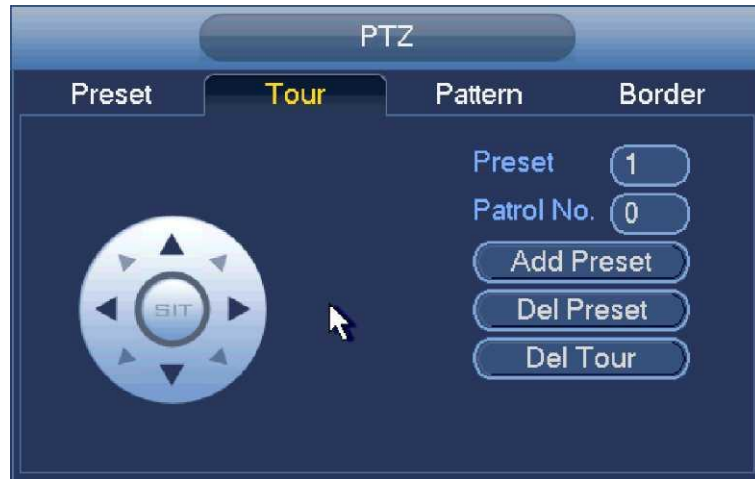 PTZ
Preset Tour Pattern Border
Preset 1
Patrol No. 0
Add Preset
SIT
Del Preset
Del Tour